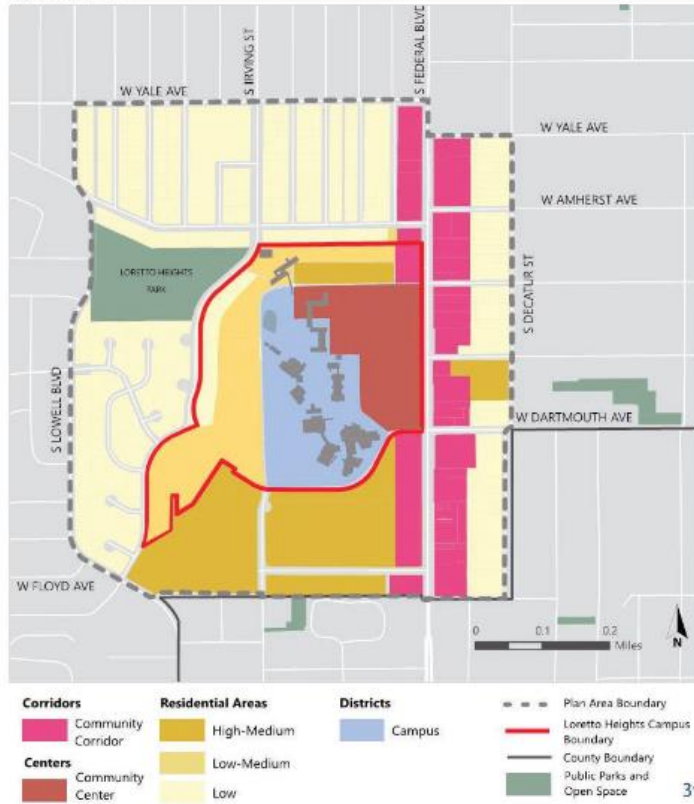 S IRVING ST
S FEDERAL BLVD
W YALE AVE
W YALE AVE
W AMHERST AVE
LORETTO HEIGHTS
PARK
S DECATUR ST
S LOWELL BLVD
W DARTMOUTH AVE
W FLOYD AVE
0 0.1 0.2
Miles
N
Corridors
Community
Corridor
Centers
Community
Center
Residential Areas
High-Medium
Low-Medium
Low
Districts
Campus
Plan Area Boundary
Loretto Heights Campus
Boundary
County Boundary
Public Parks and
Open Space